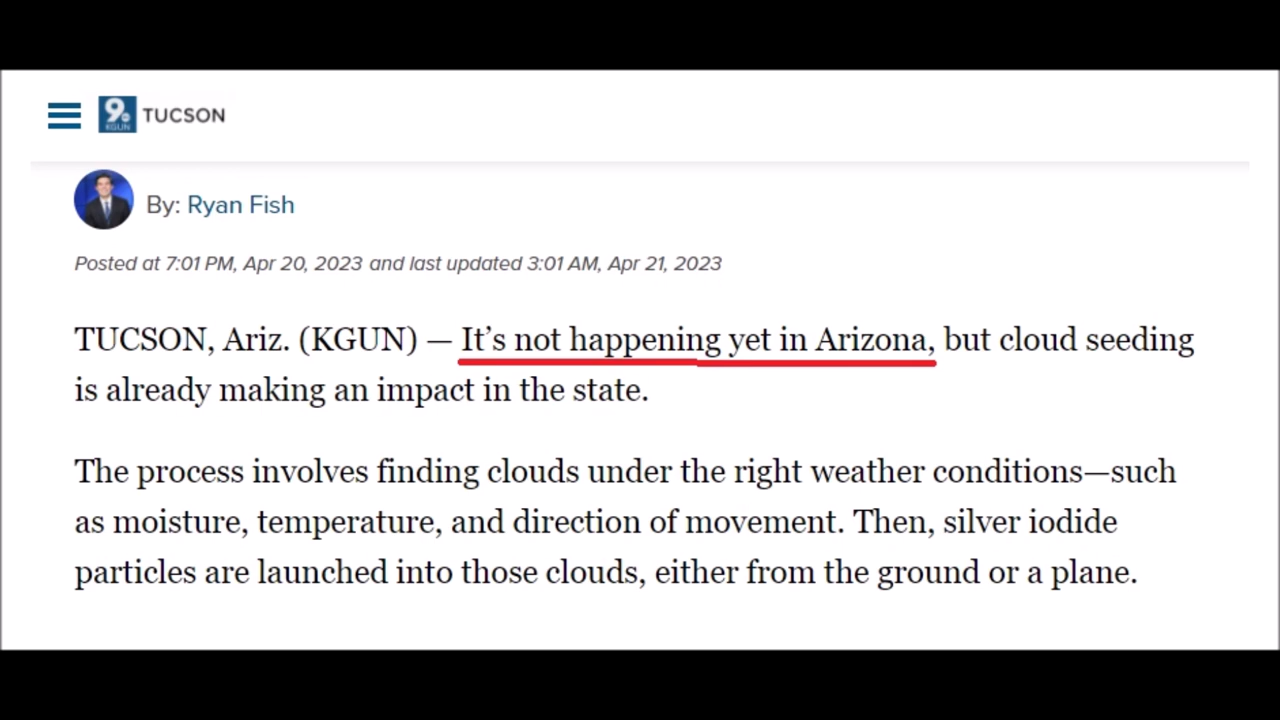 9
KGUN
TUCSON
By: Ryan Fish
Posted at 7:01 PM, Apr 20, 2023 and last updated 3:01 AM, Apr 21, 2023
TUCSON, Ariz. (KGUN) — It’s not happening yet in Arizona, but cloud seeding
is already making an impact in the state.
The process involves finding clouds under the right weather conditions—such
as moisture, temperature, and direction of movement. Then, silver iodide
particles are launched into those clouds, either from the ground or a plane.